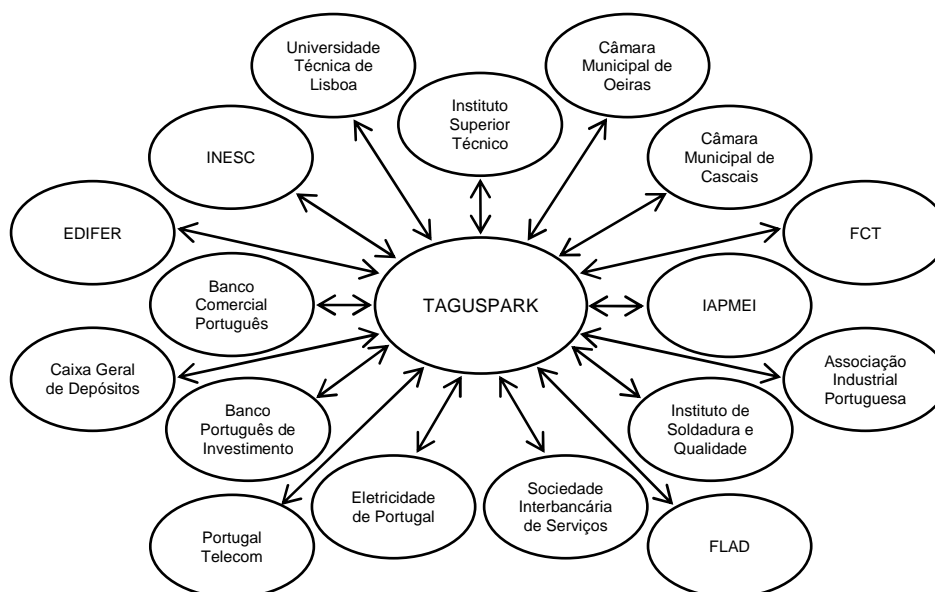 Universidade
Técnica de
Lisboa
Câmara
Municipal de
Oeiras
Instituto
Superior
Técnico
INESC
Câmara
Municipal de
Cascais
EDIFER
FCT
Banco
Comercial
Português
TAGUSPARK
IAPMEI
Caixa Geral
de Depósitos
Associação
Industrial
Portuguesa
Banco
Português de
Investimento
Instituto de
Soldadura e
Qualidade
Eletricidade
de Portugal
Sociedade
Interbancária
de Serviços
Portugal
Telecom
FLAD